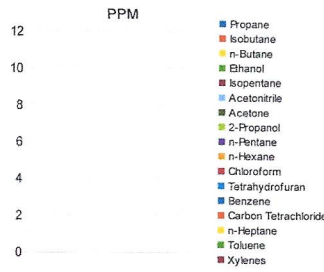 PPM
12
10
8
6
4
2
0
Propane
Isobutane
n-Butane
Ethanol
Isopentane
Acetonitrile
Acetone
2-Propanol
n-Pentane
n-Hexane
Chloroform
Tetrahydrofuran
Benzene
Carbon Tetrachloride
n-Heptane
Toluene
Xylenes